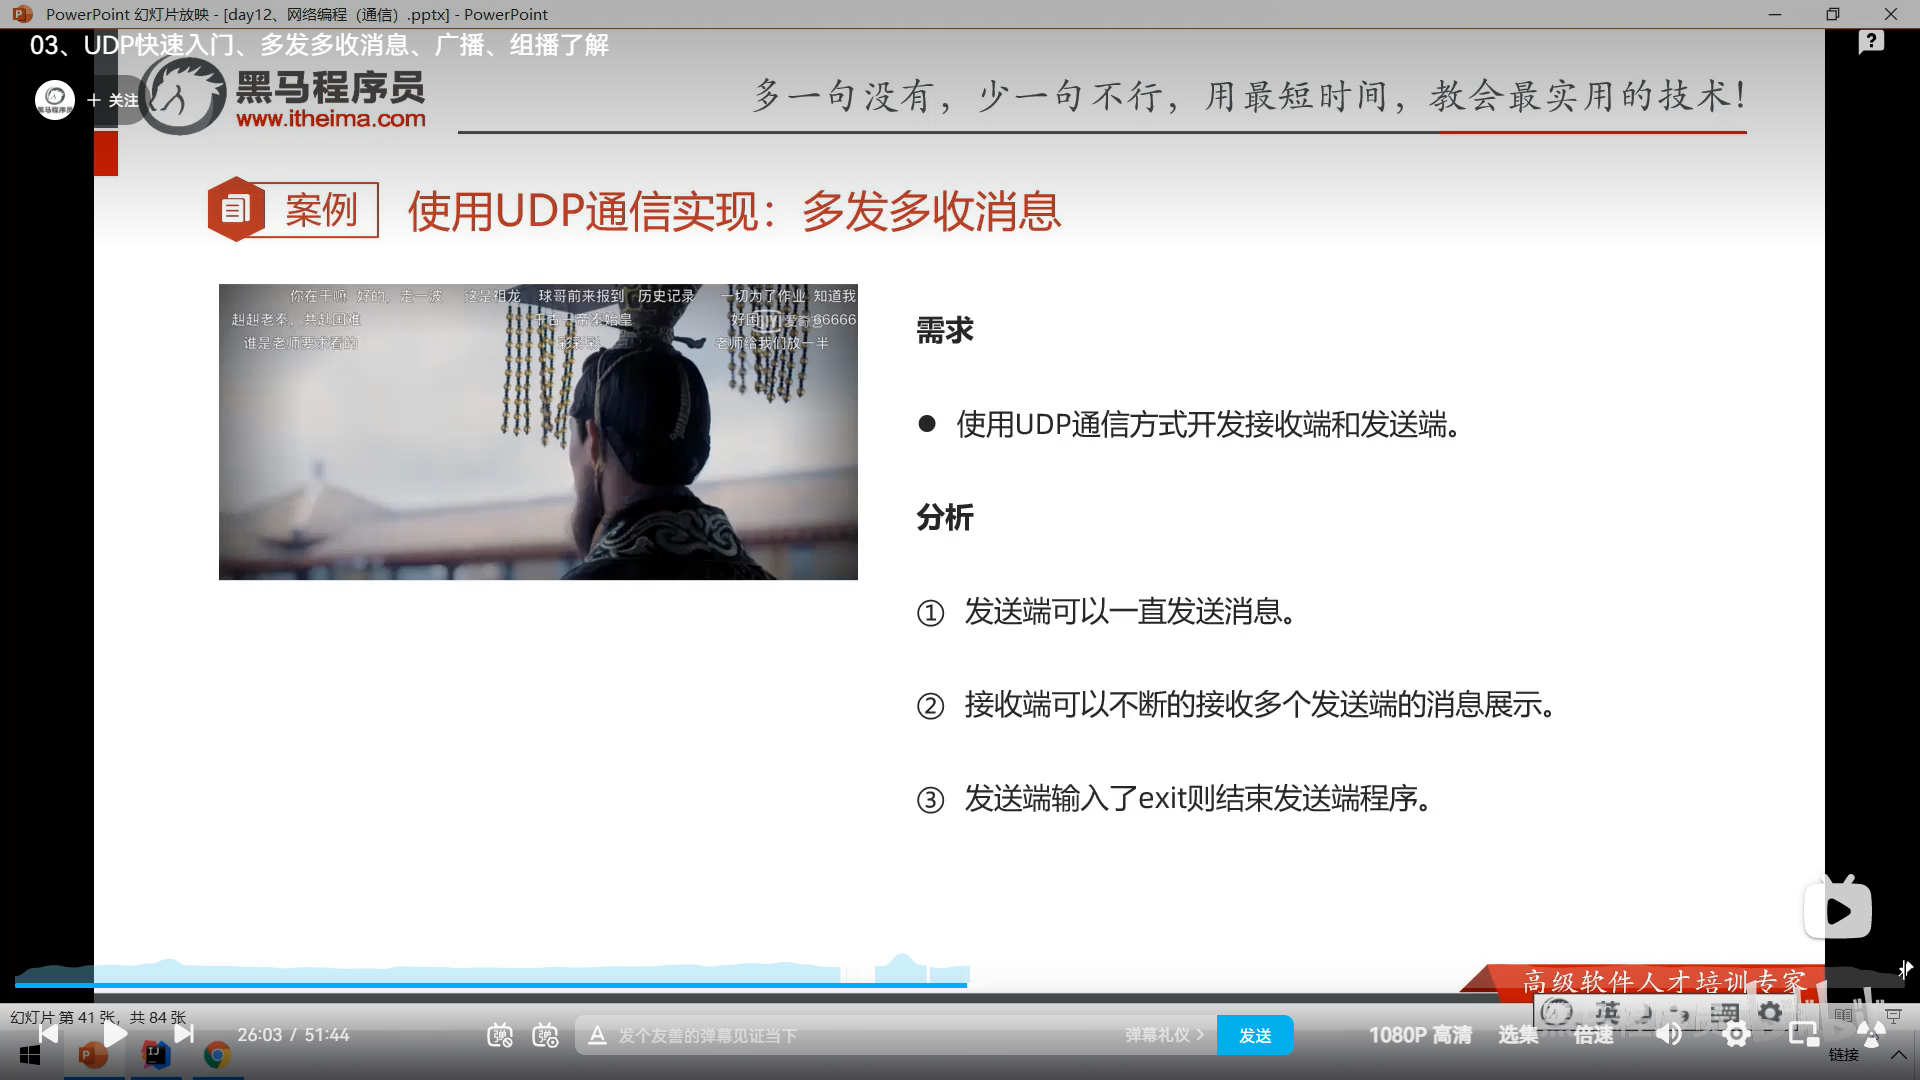 PowerPoint 幻灯片放映 - [day12、网络编程（通信）.pptx] - PowerPoint
03、UDP快速入门、多发多收消息、广播、组播了解
+ 关注
黑马程序员
www.itheima.com
多一句没有，少一句不行，用最短时间，教会最实用的技术！
案例
使用UDP通信实现：多发多收消息
你在干嘛 好的，走一波 这是祖龙 球哥前来报到 历史记录 一切为了作业 知道我
赳赳老秦，共赴国难 千古一帝秦始皇 好困 爱奇艺 66666
谁是老师要求看的 老师给我们放一半
需求
● 使用UDP通信方式开发接收端和发送端。
分析
① 发送端可以一直发送消息。
② 接收端可以不断的接收多个发送端的消息展示。
③ 发送端输入了exit则结束发送端程序。
高级软件人才培训专家
英
幻灯片 第 41 张，共 84 张
26:03 / 51:44
弹
弹
A 发个友善的弹幕见证当下
弹幕礼仪 >
发送
1080P 高清
选集
倍速
链接